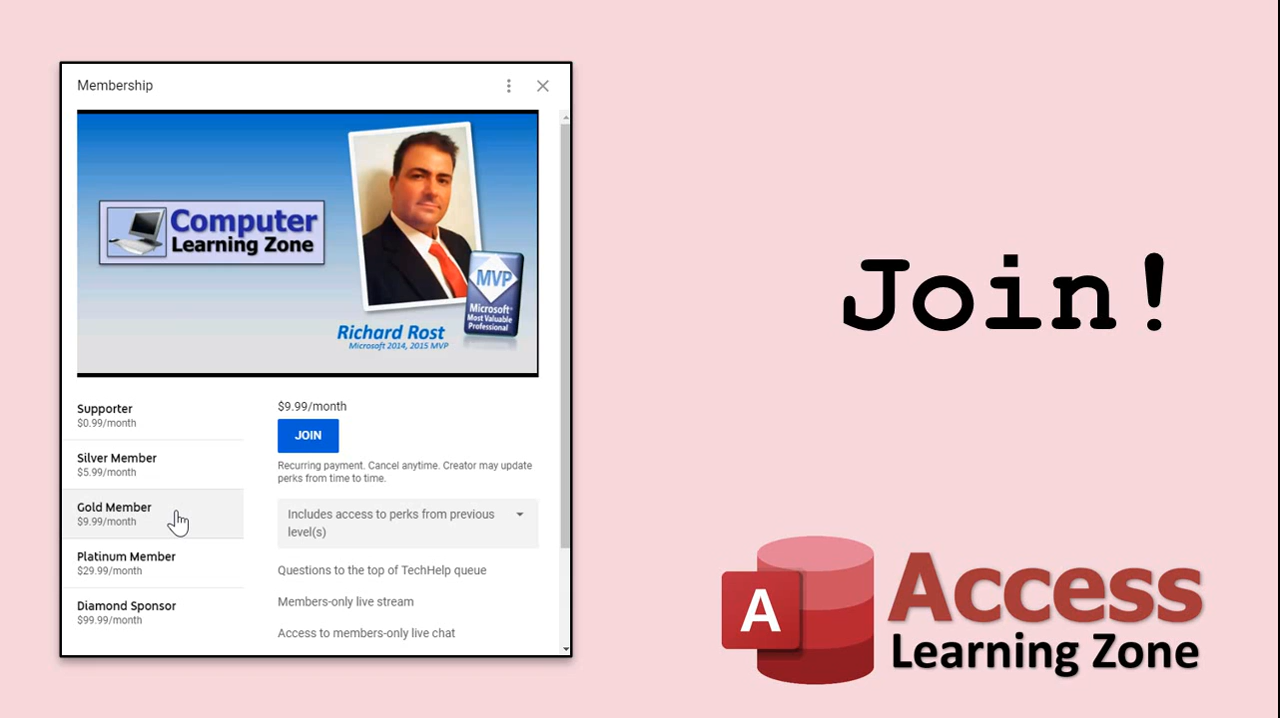 Membership
Computer
Learning Zone
MVP
Microsoft®
Most Valuable
Professional
Richard Rost
Microsoft 2014, 2015 MVP
Supporter
$0.99/month
Silver Member
$5.99/month
Gold Member
$9.99/month
Platinum Member
$29.99/month
Diamond Sponsor
$99.99/month
$9.99/month
JOIN
Recurring payment. Cancel anytime. Creator may update
perks from time to time.
Includes access to perks from previous
level(s)
Questions to the top of TechHelp queue
Members-only live stream
Access to members-only live chat
Join!
A
Access
Learning Zone